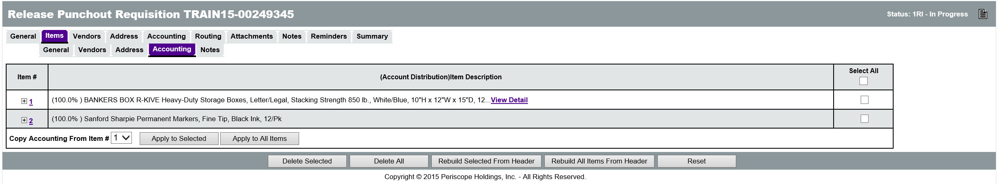 Release Punchout Requisition TRAIN15-00249345
Status: 1RI - In Progress
General Items Vendors Address Accounting Routing Attachments Notes Reminders Summary
General Vendors Address Accounting Notes
Item # (Account Distribution)Item Description Select All
1 (100.0% ) BANKERS BOX R-KIVE Heavy-Duty Storage Boxes, Letter/Legal, Stacking Strength 850 lb., White/Blue, 10"H x 12"W x 15"D, 12...View Detail
2 (100.0% ) Sanford Sharpie Permanent Markers, Fine Tip, Black Ink, 12/Pk
Copy Accounting From Item # 1 Apply to Selected Apply to All Items
Delete Selected Delete All Rebuild Selected From Header Rebuild All Items From Header Reset
Copyright © 2015 Periscope Holdings, Inc. - All Rights Reserved.